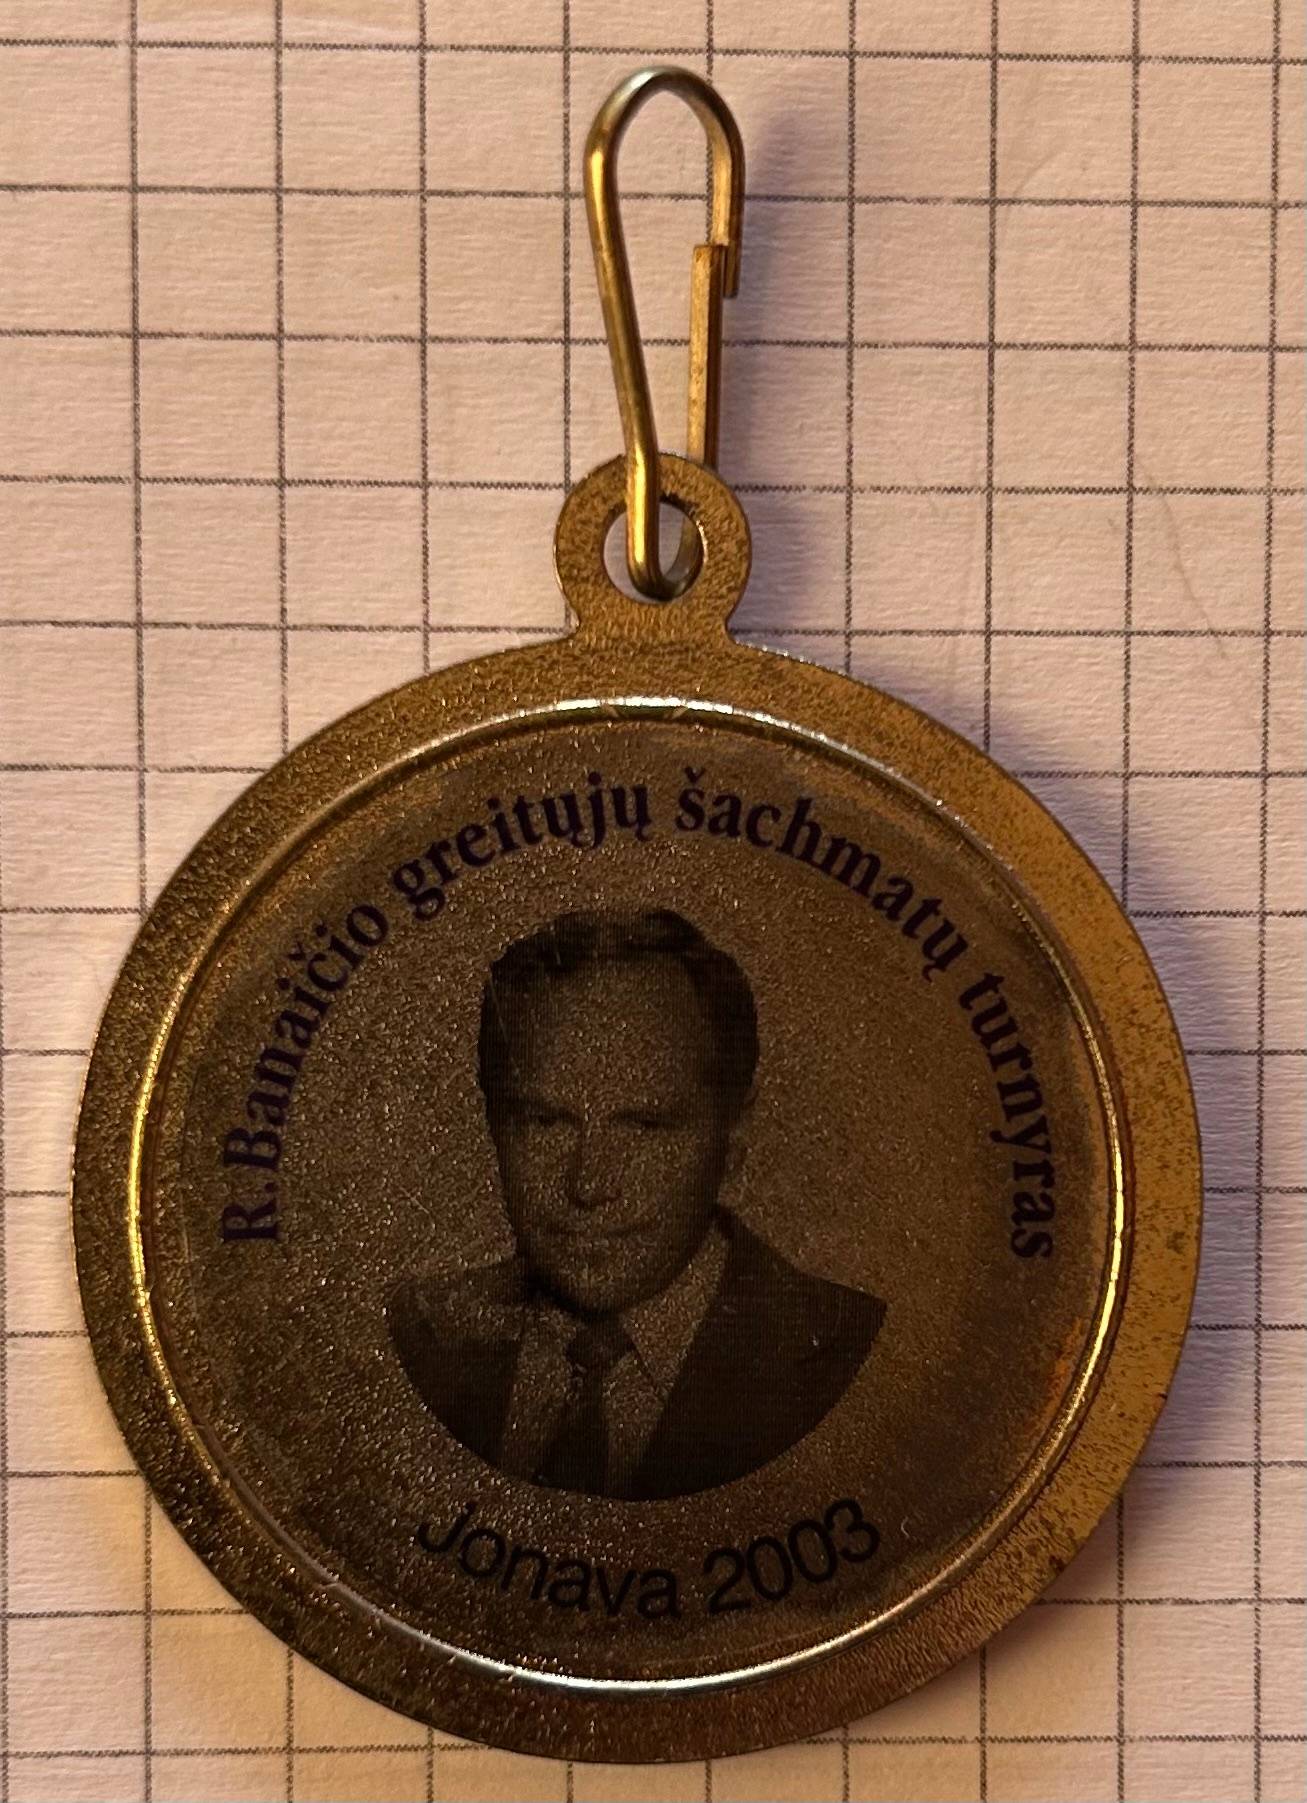 R.Banaičio greitųjų šachmatų turnyras
Jonava 2003